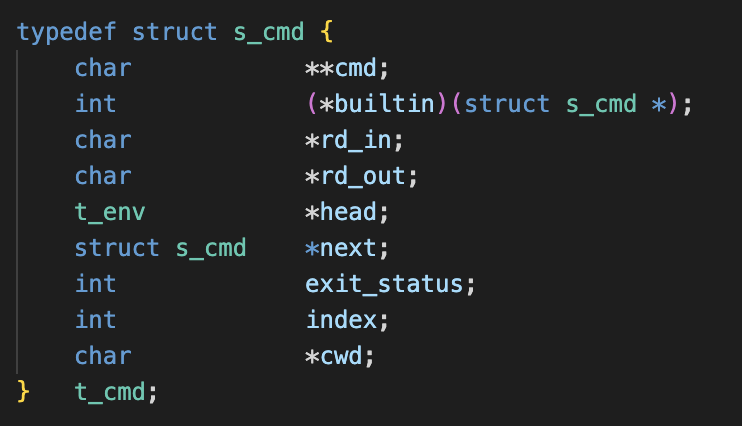 typedef struct s_cmd {
    char            **cmd;
    int             (*builtin)(struct s_cmd *);
    char            *rd_in;
    char            *rd_out;
    t_env           *head;
    struct s_cmd    *next;
    int             exit_status;
    int             index;
    char            *cwd;
}   t_cmd;